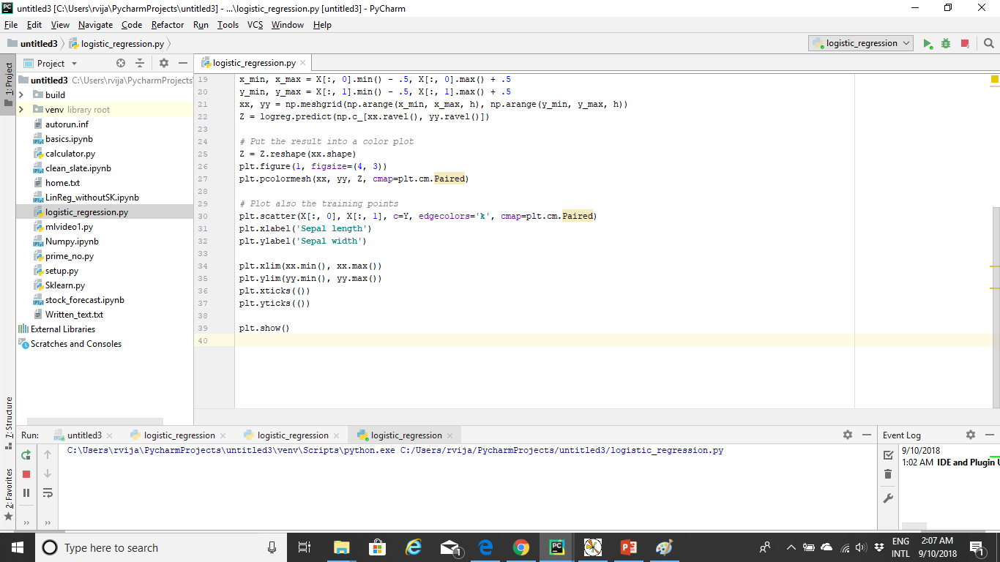 untitled3 [C:\Users\rvija\PycharmProjects\untitled3] - ...\logistic_regression.py [untitled3] - PyCharm
File Edit View Navigate Code Refactor Run Tools VCS Window Help
untitled3 logistic_regression.py
logistic_regression
1: Project
Project
logistic_regression.py
untitled3 C:\Users\rvija\PycharmProjects
build
venv library root
autorun.inf
basics.ipynb
calculator.py
clean_slate.ipynb
home.txt
LinReg_withoutSK.ipynb
logistic_regression.py
mlvideo1.py
Numpy.ipynb
prime_no.py
setup.py
Sklearn.py
stock_forecast.ipynb
Written_text.txt
External Libraries
Scratches and Consoles
19 x_min, x_max = X[:, 0].min() - .5, X[:, 0].max() + .5
20 y_min, y_max = X[:, 1].min() - .5, X[:, 1].max() + .5
21 xx, yy = np.meshgrid(np.arange(x_min, x_max, h), np.arange(y_min, y_max, h))
22 Z = logreg.predict(np.c_[xx.ravel(), yy.ravel()])
23
24 # Put the result into a color plot
25 Z = Z.reshape(xx.shape)
26 plt.figure(1, figsize=(4, 3))
27 plt.pcolormesh(xx, yy, Z, cmap=plt.cm.Paired)
28
29 # Plot also the training points
30 plt.scatter(X[:, 0], X[:, 1], c=Y, edgecolors='k', cmap=plt.cm.Paired)
31 plt.xlabel('Sepal length')
32 plt.ylabel('Sepal width')
33
34 plt.xlim(xx.min(), xx.max())
35 plt.ylim(yy.min(), yy.max())
36 plt.xticks(())
37 plt.yticks(())
38
39 plt.show()
40
7: Structure
2: Favorites
Run: untitled3 logistic_regression logistic_regression logistic_regression
C:\Users\rvija\PycharmProjects\untitled3\venv\Scripts\python.exe C:/Users/rvija/PycharmProjects/untitled3/logistic_regression.py
Event Log
9/10/2018
1:02 AM IDE and Plugin U
Type here to search
ENG
INTL
2:07 AM
9/10/2018